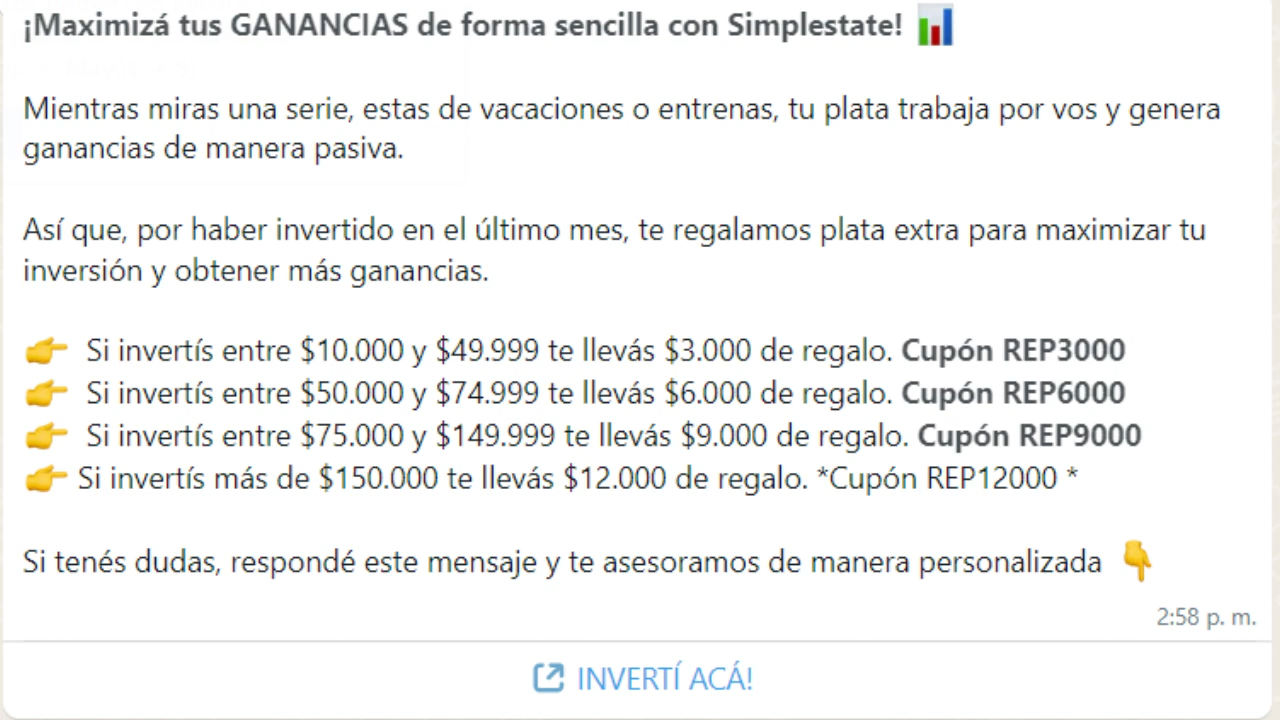 ¡Maximizá tus GANANCIAS de forma sencilla con Simplestate! 📊
Mientras miras una serie, estas de vacaciones o entrenas, tu plata trabaja por vos y genera
ganancias de manera pasiva.
Así que, por haber invertido en el último mes, te regalamos plata extra para maximizar tu
inversión y obtener más ganancias.
👉 Si invertís entre $10.000 y $49.999 te llevás $3.000 de regalo. Cupón REP3000
👉 Si invertís entre $50.000 y $74.999 te llevás $6.000 de regalo. Cupón REP6000
👉 Si invertís entre $75.000 y $149.999 te llevás $9.000 de regalo. Cupón REP9000
👉 Si invertís más de $150.000 te llevás $12.000 de regalo. *Cupón REP12000 *
Si tenés dudas, respondé este mensaje y te asesoramos de manera personalizada 👇
2:58 p. m.
INVERTÍ ACÁ!